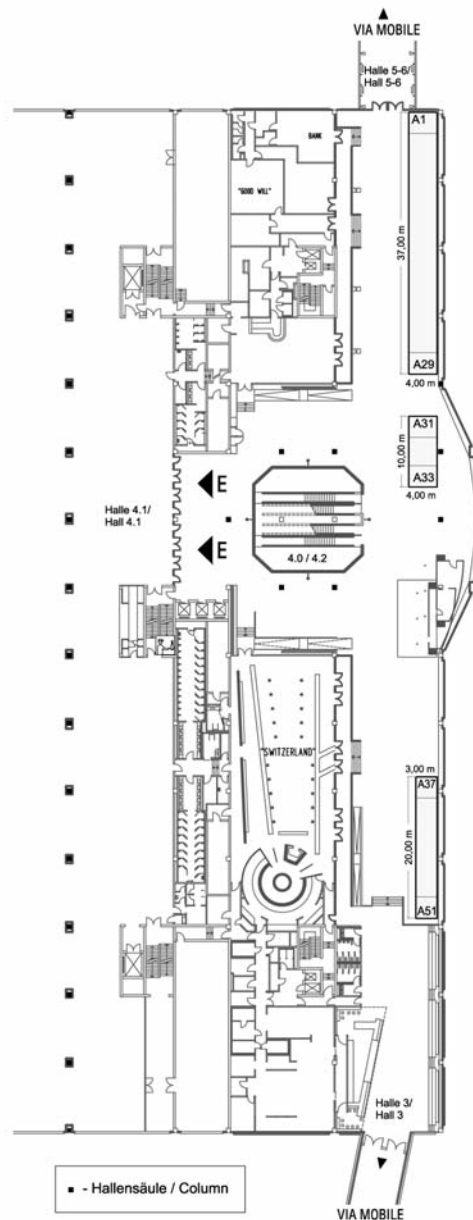 VIA MOBILE
Halle 5-6/
Hall 5-6
A1
BANK
"GOOD WILL"
37,00 m
A29
4,00 m
A31
10,00 m
A33
4,00 m
Halle 4.1/
Hall 4.1
E
E
4.0 / 4.2
"SWITZERLAND"
3,00 m
A37
20,00 m
A51
Halle 3/
Hall 3
- Hallensäule / Column
VIA MOBILE